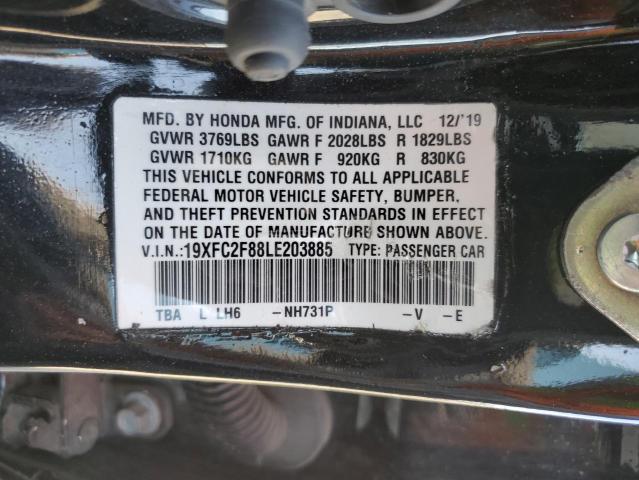 MFD. BY HONDA MFG. OF INDIANA, LLC 12/'19
GVWR 3769LBS GAWR F 2028LBS R 1829LBS
GVWR 1710KG GAWR F 920KG R 830KG
THIS VEHICLE CONFORMS TO ALL APPLICABLE
FEDERAL MOTOR VEHICLE SAFETY, BUMPER,
AND THEFT PREVENTION STANDARDS IN EFFECT
ON THE DATE OF MANUFACTURE SHOWN ABOVE.
V.I.N.:19XFC2F88LE203885 TYPE: PASSENGER CAR
TBA L LH6 -NH731P -V -E